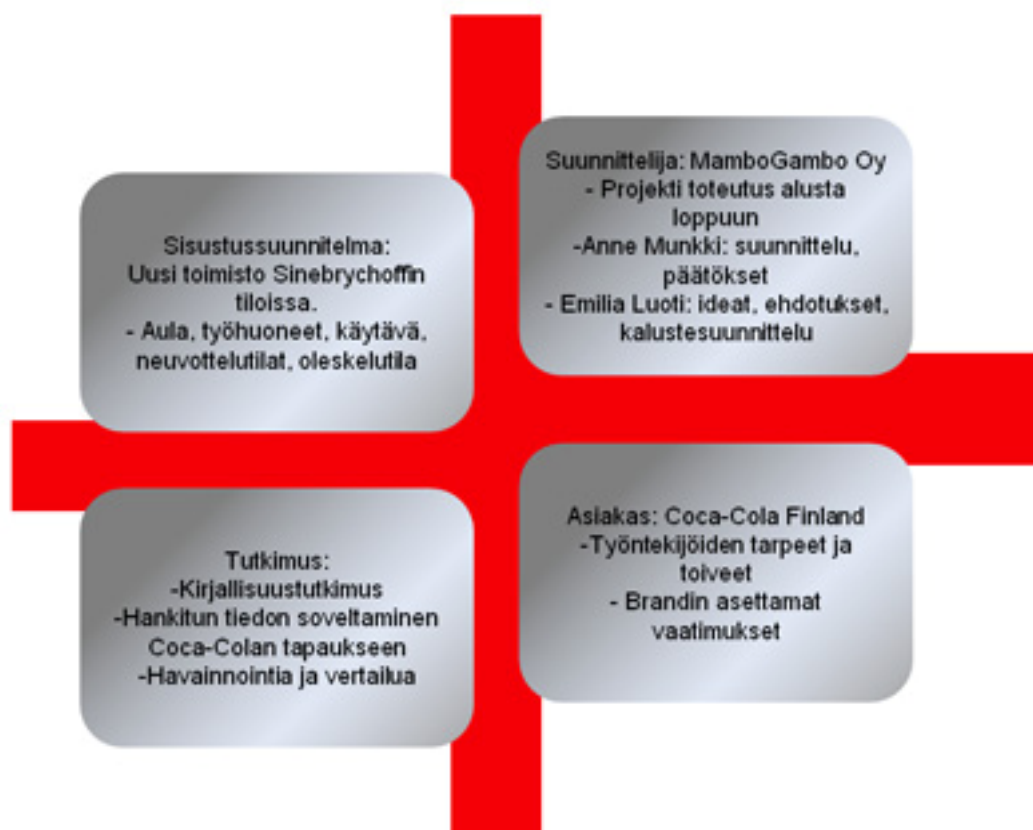 Sisustussuunnitelma:
Uusi toimisto Sinebrychoffin
tiloissa.
- Aula, työhuoneet, käytävä,
neuvottelutilat, oleskelutila
Suunnittelija: MamboGambo Oy
- Projekti toteutus alusta
loppuun
-Anne Munkki: suunnittelu,
päätökset
- Emilia Luoti: ideat, ehdotukset,
kalustesuunnittelu
Tutkimus:
-Kirjallisuustutkimus
-Hankitun tiedon soveltaminen
Coca-Colan tapaukseen
-Havainnointia ja vertailua
Asiakas: Coca-Cola Finland
-Työntekijöiden tarpeet ja
toiveet
- Brandin asettamat
vaatimukset